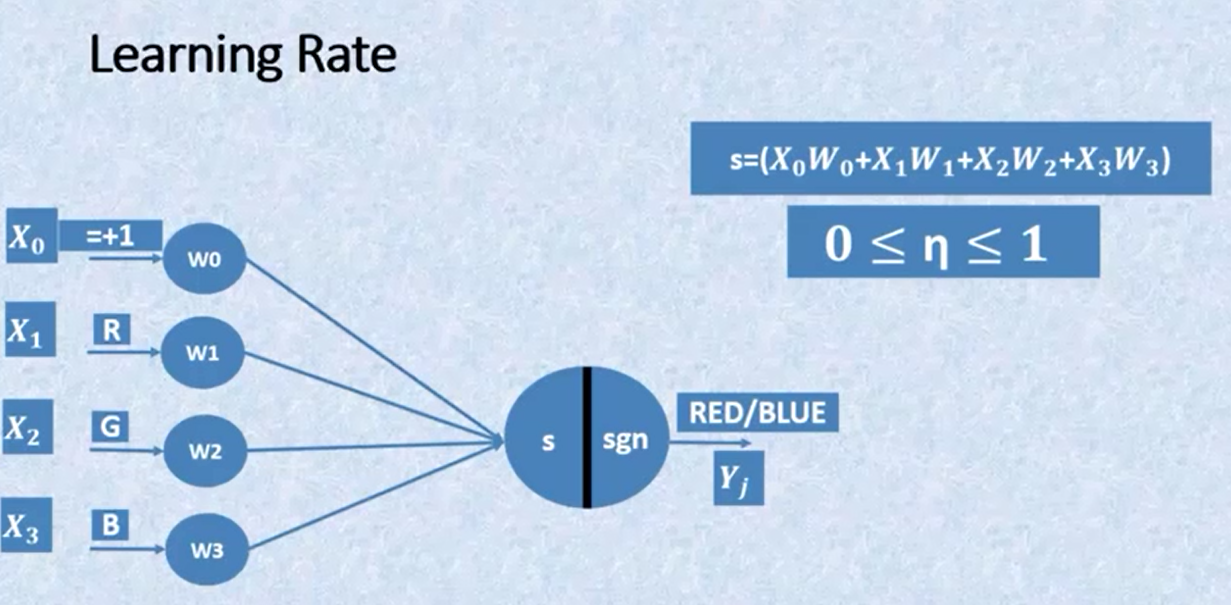 Learning Rate
s=(X₀W₀+X₁W₁+X₂W₂+X₃W₃)
0 ≤ η ≤ 1
X₀ =+1 W0
X₁ R W1
X₂ G W2
X₃ B W3
s sgn
RED/BLUE
Yⱼ